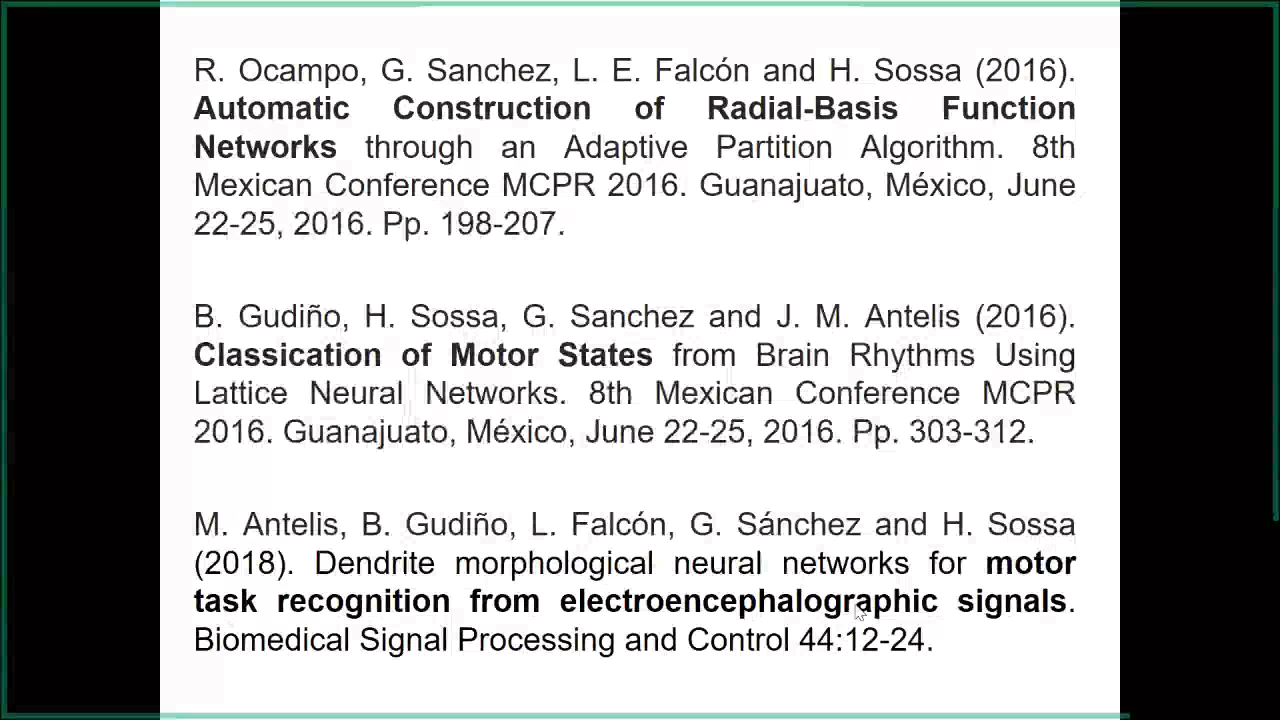 R. Ocampo, G. Sanchez, L. E. Falcón and H. Sossa (2016).
Automatic Construction of Radial-Basis Function
Networks through an Adaptive Partition Algorithm. 8th
Mexican Conference MCPR 2016. Guanajuato, México, June
22-25, 2016. Pp. 198-207.
B. Gudiño, H. Sossa, G. Sanchez and J. M. Antelis (2016).
Classication of Motor States from Brain Rhythms Using
Lattice Neural Networks. 8th Mexican Conference MCPR
2016. Guanajuato, México, June 22-25, 2016. Pp. 303-312.
M. Antelis, B. Gudiño, L. Falcón, G. Sánchez and H. Sossa
(2018). Dendrite morphological neural networks for motor
task recognition from electroencephalographic signals.
Biomedical Signal Processing and Control 44:12-24.